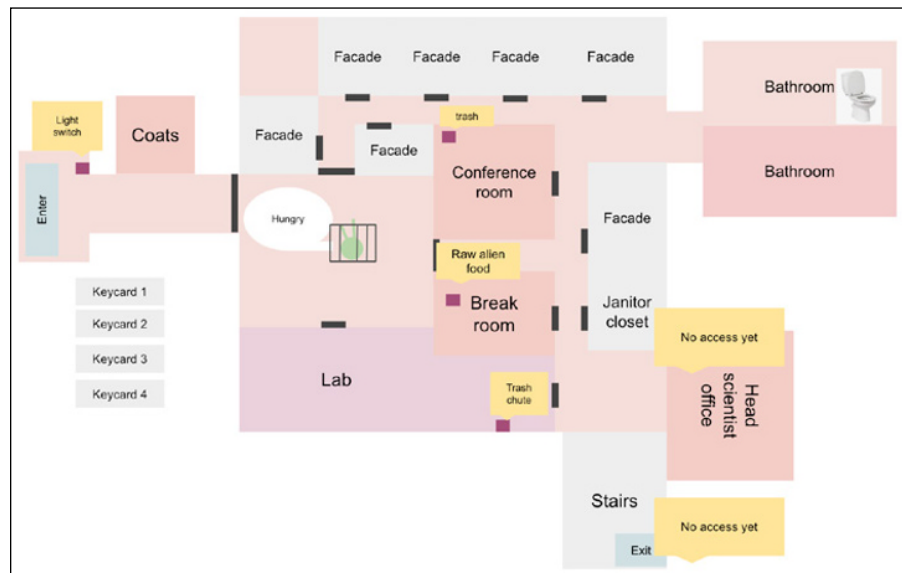 Facade
Facade
Facade
Facade
Bathroom
Light
switch
Coats
trash
Facade
Facade
Conference
room
Bathroom
Enter
Hungry
Facade
Raw alien
food
Keycard 1
Keycard 2
Keycard 3
Keycard 4
Break
room
Janitor
closet
No access yet
Lab
Trash
chute
Head
scientist
office
Stairs
Exit
No access yet